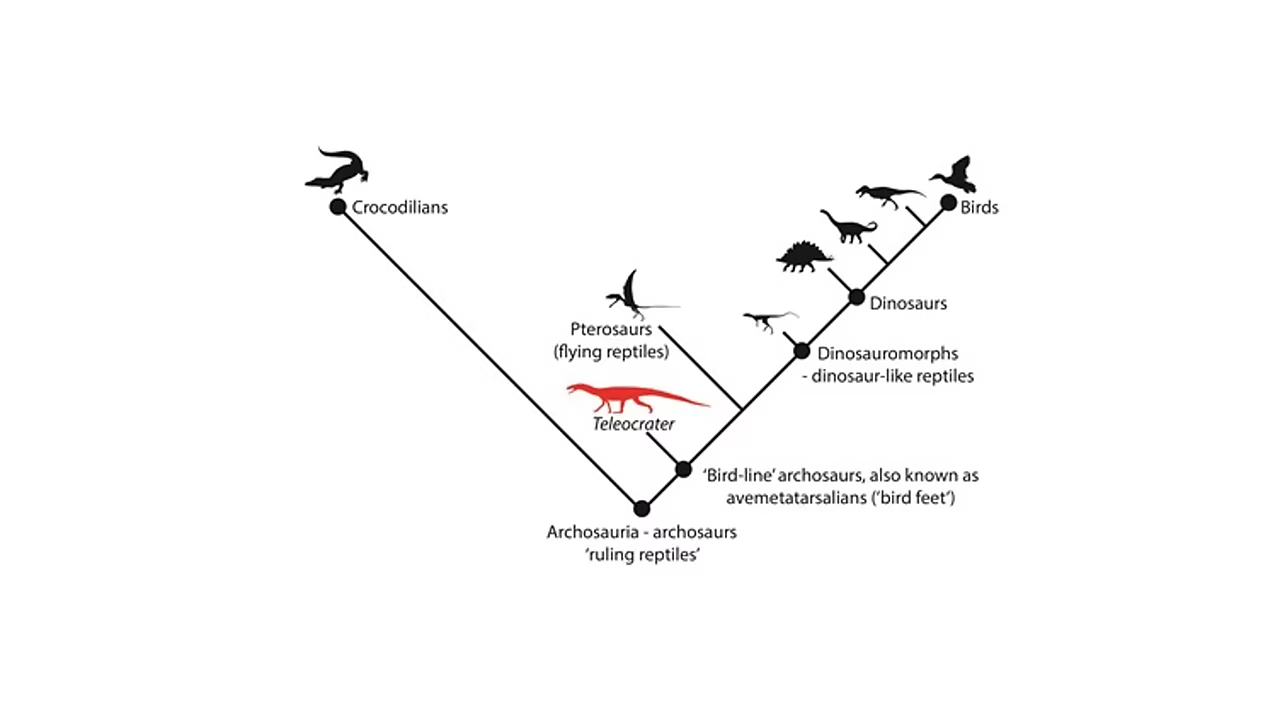 Crocodilians
Birds
Dinosaurs
Pterosaurs
(flying reptiles)
Dinosauromorphs
- dinosaur-like reptiles
Teleocrater
‘Bird-line’ archosaurs, also known as
avemetatarsalians (‘bird feet’)
Archosauria - archosaurs
‘ruling reptiles’